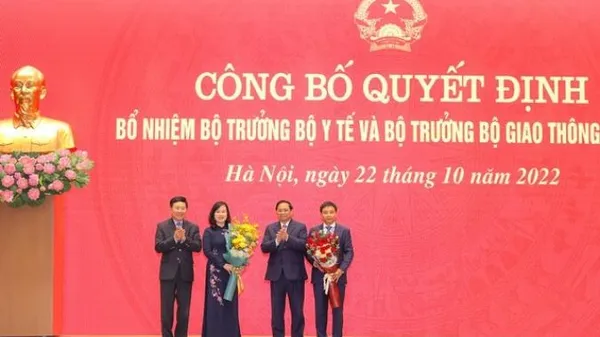 CÔNG BỐ QUYẾT ĐỊNH
BỔ NHIỆM BỘ TRƯỞNG BỘ Y TẾ VÀ BỘ TRƯỞNG BỘ GIAO THÔNG
Hà Nội, ngày 22 tháng 10 năm 2022